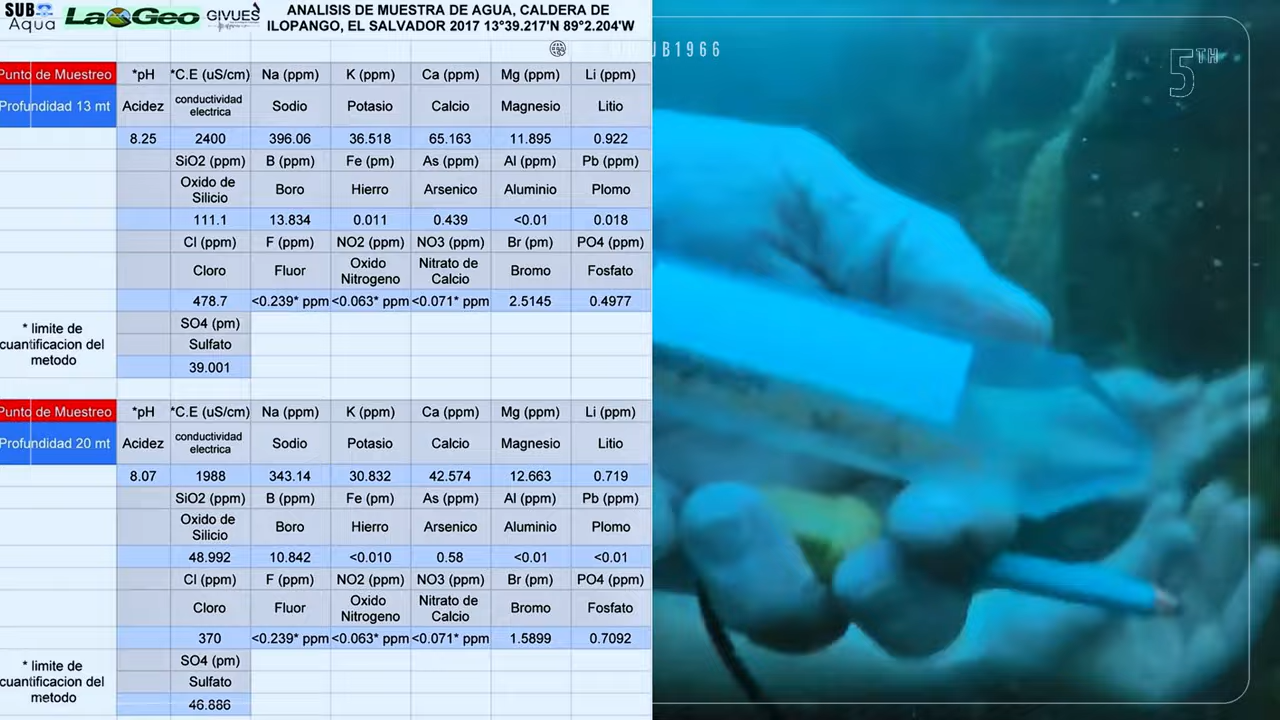 SUB
Aqua
LaGeo
GIVUES
ANALISIS DE MUESTRA DE AGUA, CALDERA DE
ILOPANGO, EL SALVADOR 2017 13°39.217'N 89°2.204'W
UB1966
5TH
Punto de Muestreo *pH *C.E (uS/cm) Na (ppm) K (ppm) Ca (ppm) Mg (ppm) Li (ppm)
Profundidad 13 mt Acidez conductividad electrica Sodio Potasio Calcio Magnesio Litio
8.25 2400 396.06 36.518 65.163 11.895 0.922
SiO2 (ppm) B (ppm) Fe (pm) As (ppm) Al (ppm) Pb (ppm)
Oxido de Silicio Boro Hierro Arsenico Aluminio Plomo
111.1 13.834 0.011 0.439 <0.01 0.018
Cl (ppm) F (ppm) NO2 (ppm) NO3 (ppm) Br (pm) PO4 (ppm)
Cloro Fluor Oxido Nitrogeno Nitrato de Calcio Bromo Fosfato
478.7 <0.239* ppm <0.063* ppm <0.071* ppm 2.5145 0.4977
* limite de cuantificacion del metodo
SO4 (pm)
Sulfato
39.001
Punto de Muestreo *pH *C.E (uS/cm) Na (ppm) K (ppm) Ca (ppm) Mg (ppm) Li (ppm)
Profundidad 20 mt Acidez conductividad electrica Sodio Potasio Calcio Magnesio Litio
8.07 1988 343.14 30.832 42.574 12.663 0.719
SiO2 (ppm) B (ppm) Fe (pm) As (ppm) Al (ppm) Pb (ppm)
Oxido de Silicio Boro Hierro Arsenico Aluminio Plomo
48.992 10.842 <0.010 0.58 <0.01 <0.01
Cl (ppm) F (ppm) NO2 (ppm) NO3 (ppm) Br (pm) PO4 (ppm)
Cloro Fluor Oxido Nitrogeno Nitrato de Calcio Bromo Fosfato
370 <0.239* ppm <0.063* ppm <0.071* ppm 1.5899 0.7092
* limite de cuantificacion del metodo
SO4 (pm)
Sulfato
46.886